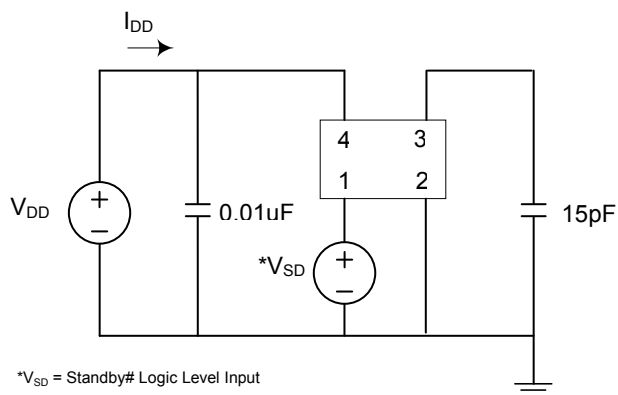 I_DD
4 3
1 2
V_DD
+
−
0.01uF
*V_SD
+
−
15pF
*V_SD = Standby# Logic Level Input